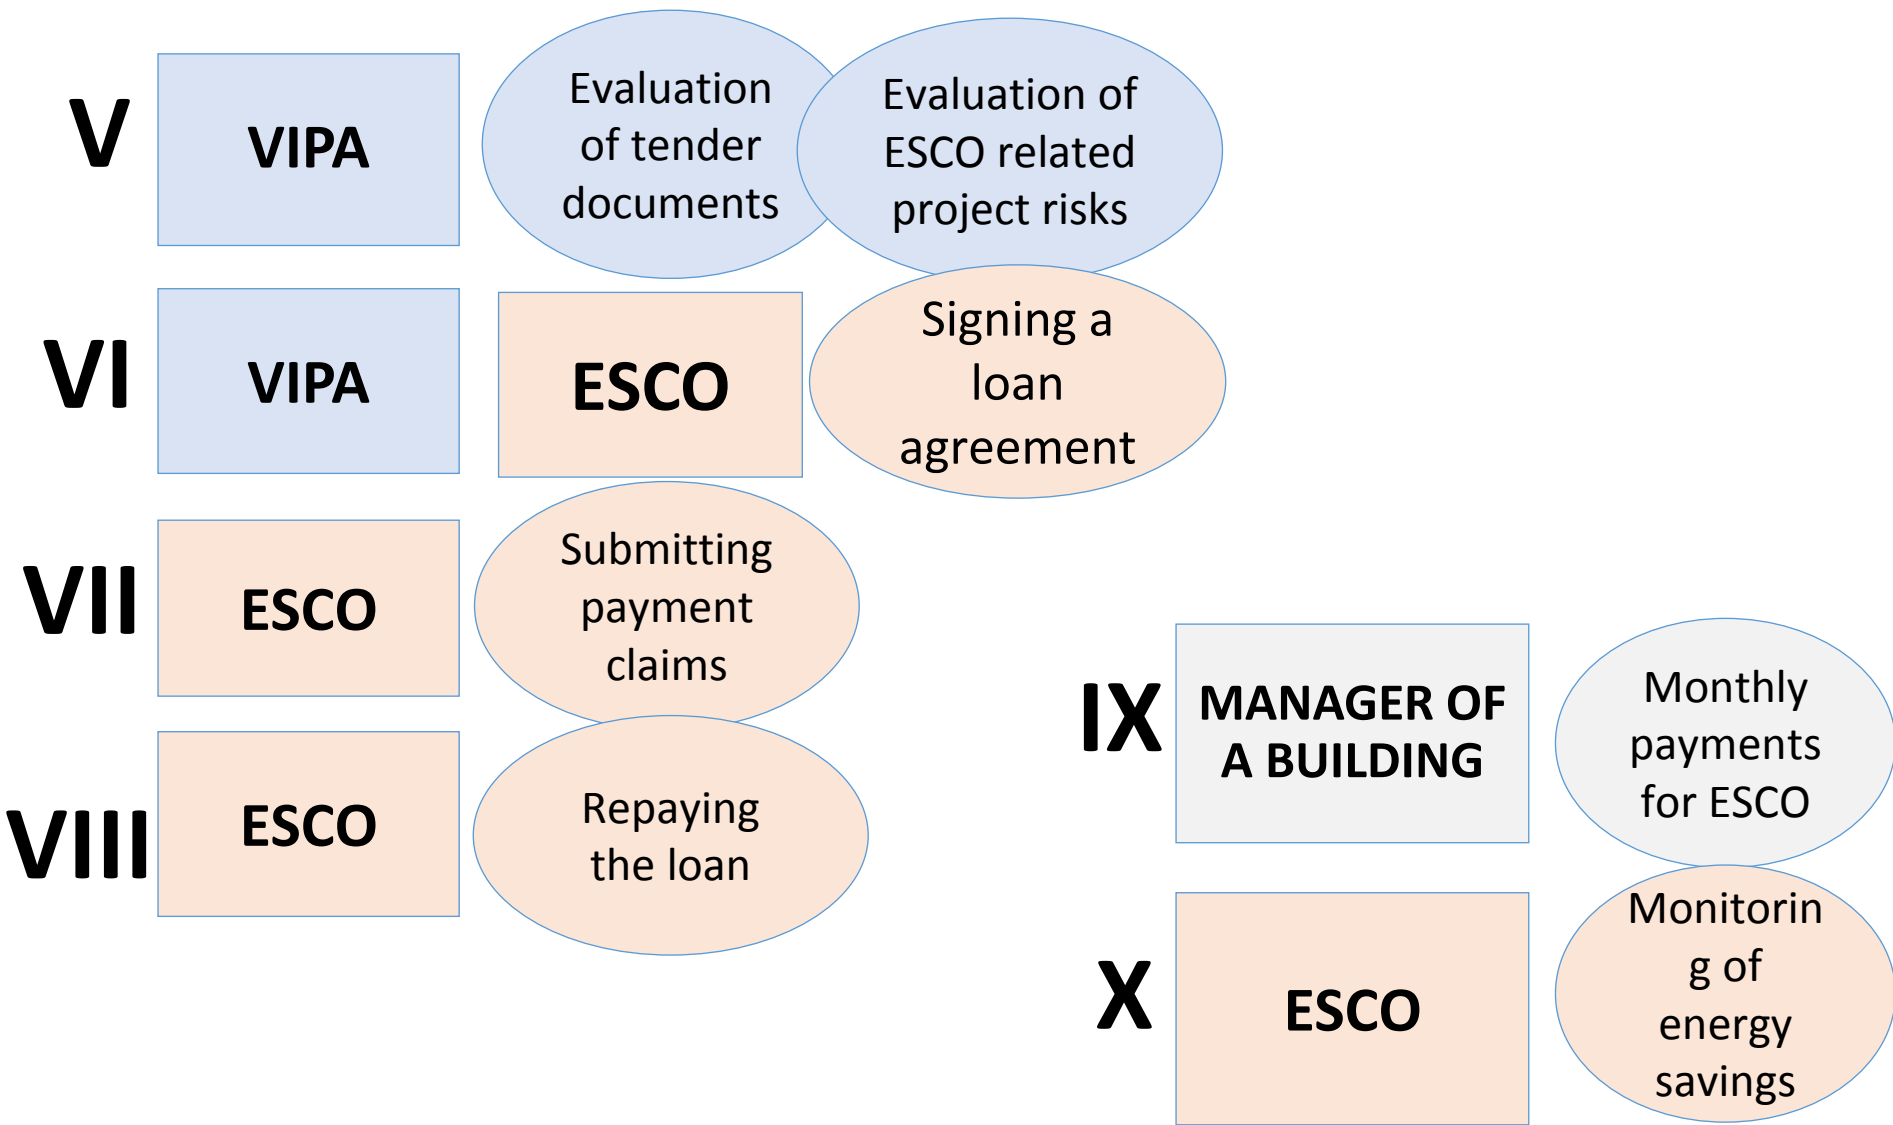 V
VIPA
Evaluation
of tender
documents
Evaluation of
ESCO related
project risks
VI
VIPA
ESCO
Signing a
loan
agreement
VII
ESCO
Submitting
payment
claims
VIII
ESCO
Repaying
the loan
IX
MANAGER OF
A BUILDING
Monthly
payments
for ESCO
X
ESCO
Monitorin
g of
energy
savings